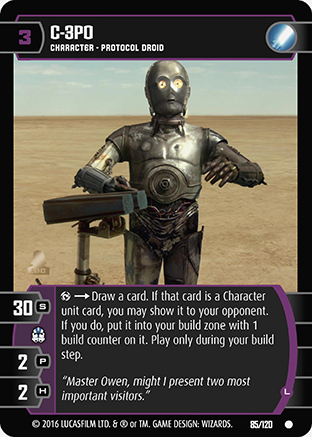 3
C-3PO
CHARACTER · PROTOCOL DROID
30 S
2 P
2 H
Draw a card. If that card is a Character
unit card, you may show it to your opponent.
If you do, put it into your build zone with 1
build counter on it. Play only during your build
step.
“Master Owen, might I present two most
important visitors.”
L
© 2016 LUCASFILM LTD. & ® or TM. GAME DESIGN: WIZARDS.
85/120